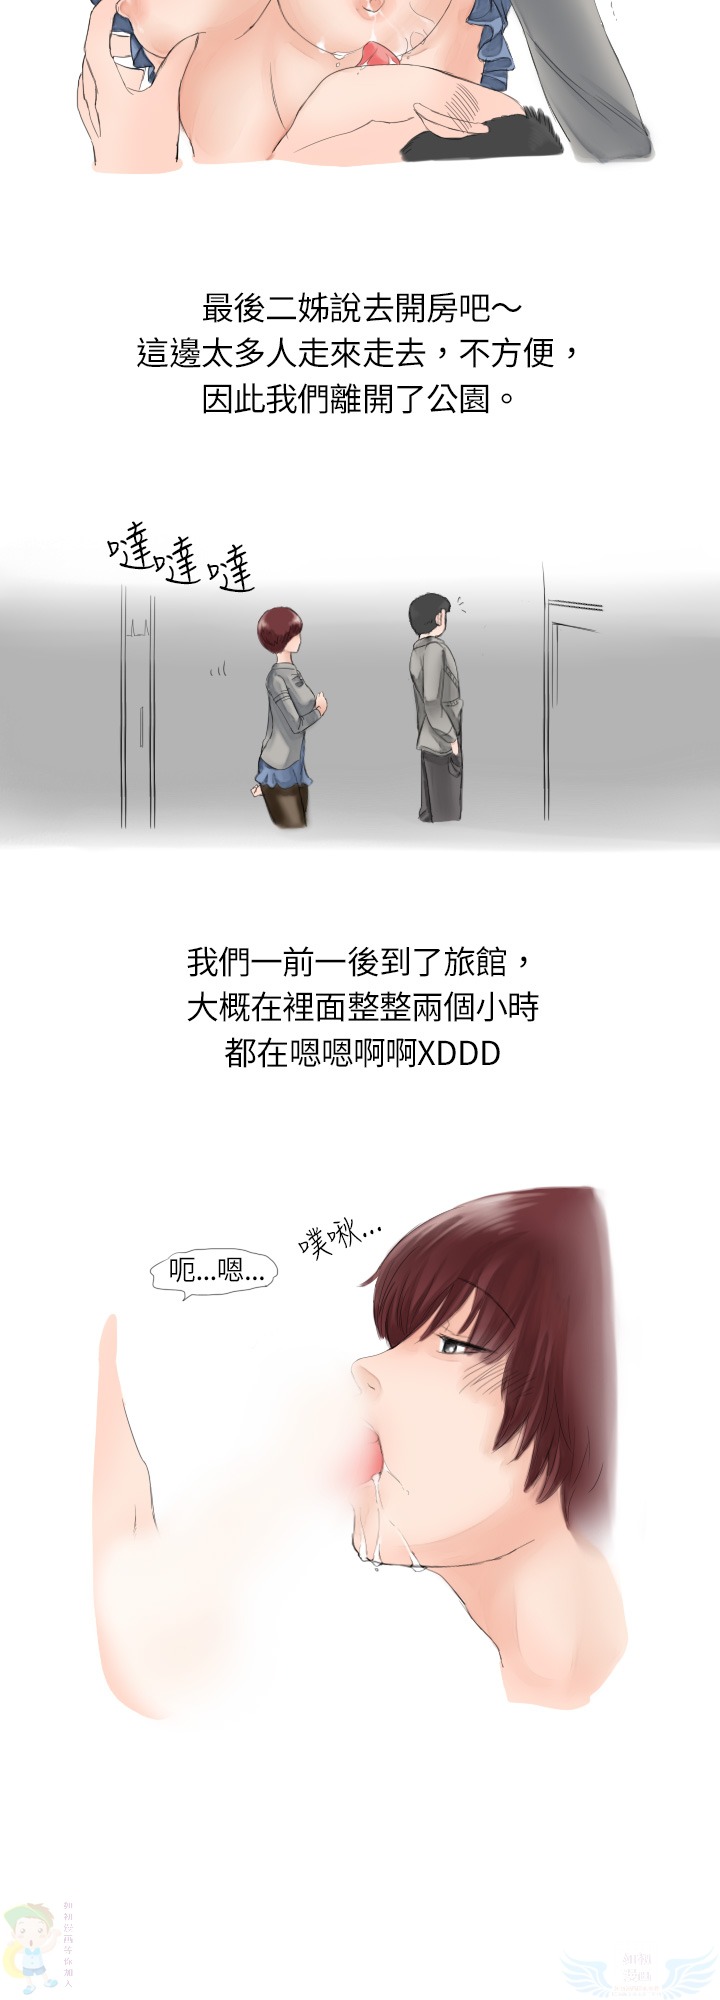 最後二姊說去開房吧～
這邊太多人走來走去，不方便，
因此我們離開了公園。
噠噠噠
我們一前一後到了旅館，
大概在裡面整整兩個小時
都在嗯嗯啊啊XDDD
噗啾…
呃…嗯…